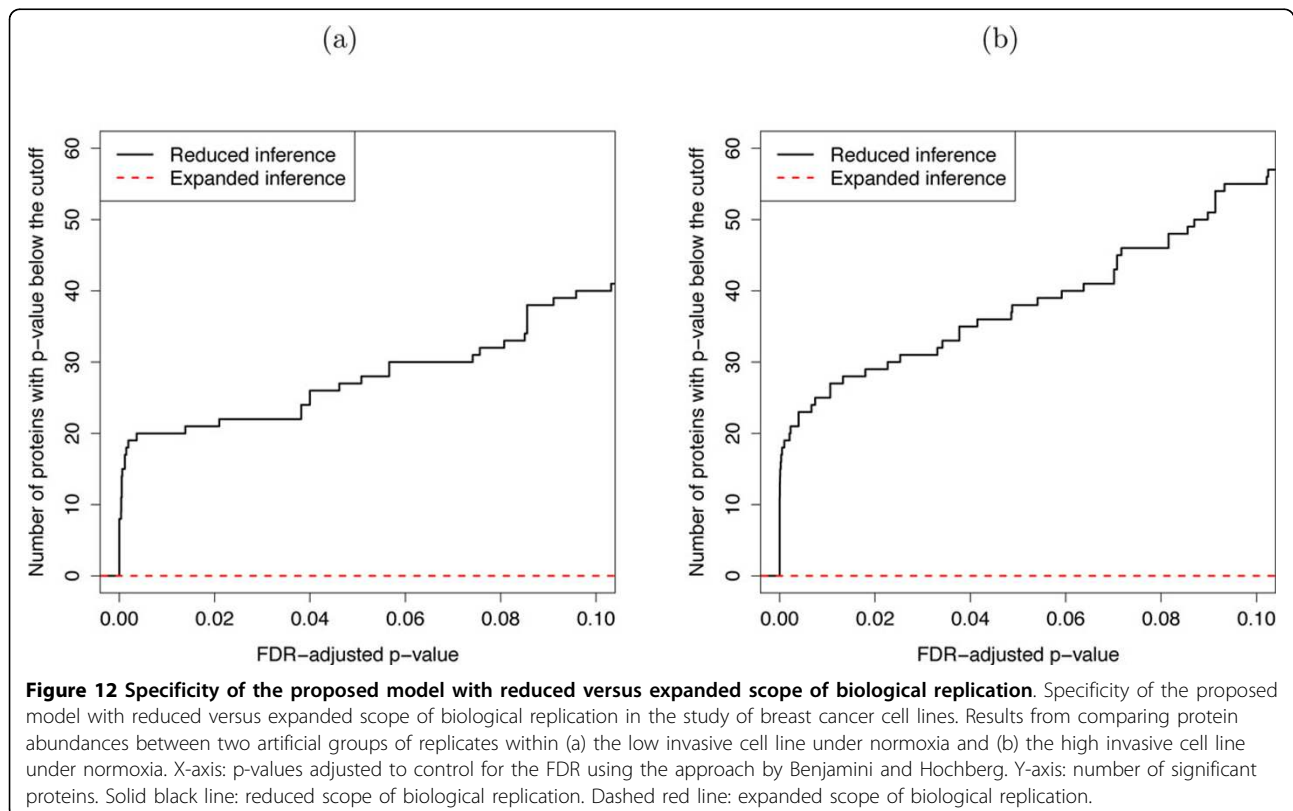 (a)
(b)
Number of proteins with p−value below the cutoff
60
50
40
30
20
10
0
Reduced inference
Expanded inference
0.00 0.02 0.04 0.06 0.08 0.10
FDR−adjusted p−value
Number of proteins with p−value below the cutoff
60
50
40
30
20
10
0
Reduced inference
Expanded inference
0.00 0.02 0.04 0.06 0.08 0.10
FDR−adjusted p−value
Figure 12 Specificity of the proposed model with reduced versus expanded scope of biological replication. Specificity of the proposed
model with reduced versus expanded scope of biological replication in the study of breast cancer cell lines. Results from comparing protein
abundances between two artificial groups of replicates within (a) the low invasive cell line under normoxia and (b) the high invasive cell line
under normoxia. X-axis: p-values adjusted to control for the FDR using the approach by Benjamini and Hochberg. Y-axis: number of significant
proteins. Solid black line: reduced scope of biological replication. Dashed red line: expanded scope of biological replication.